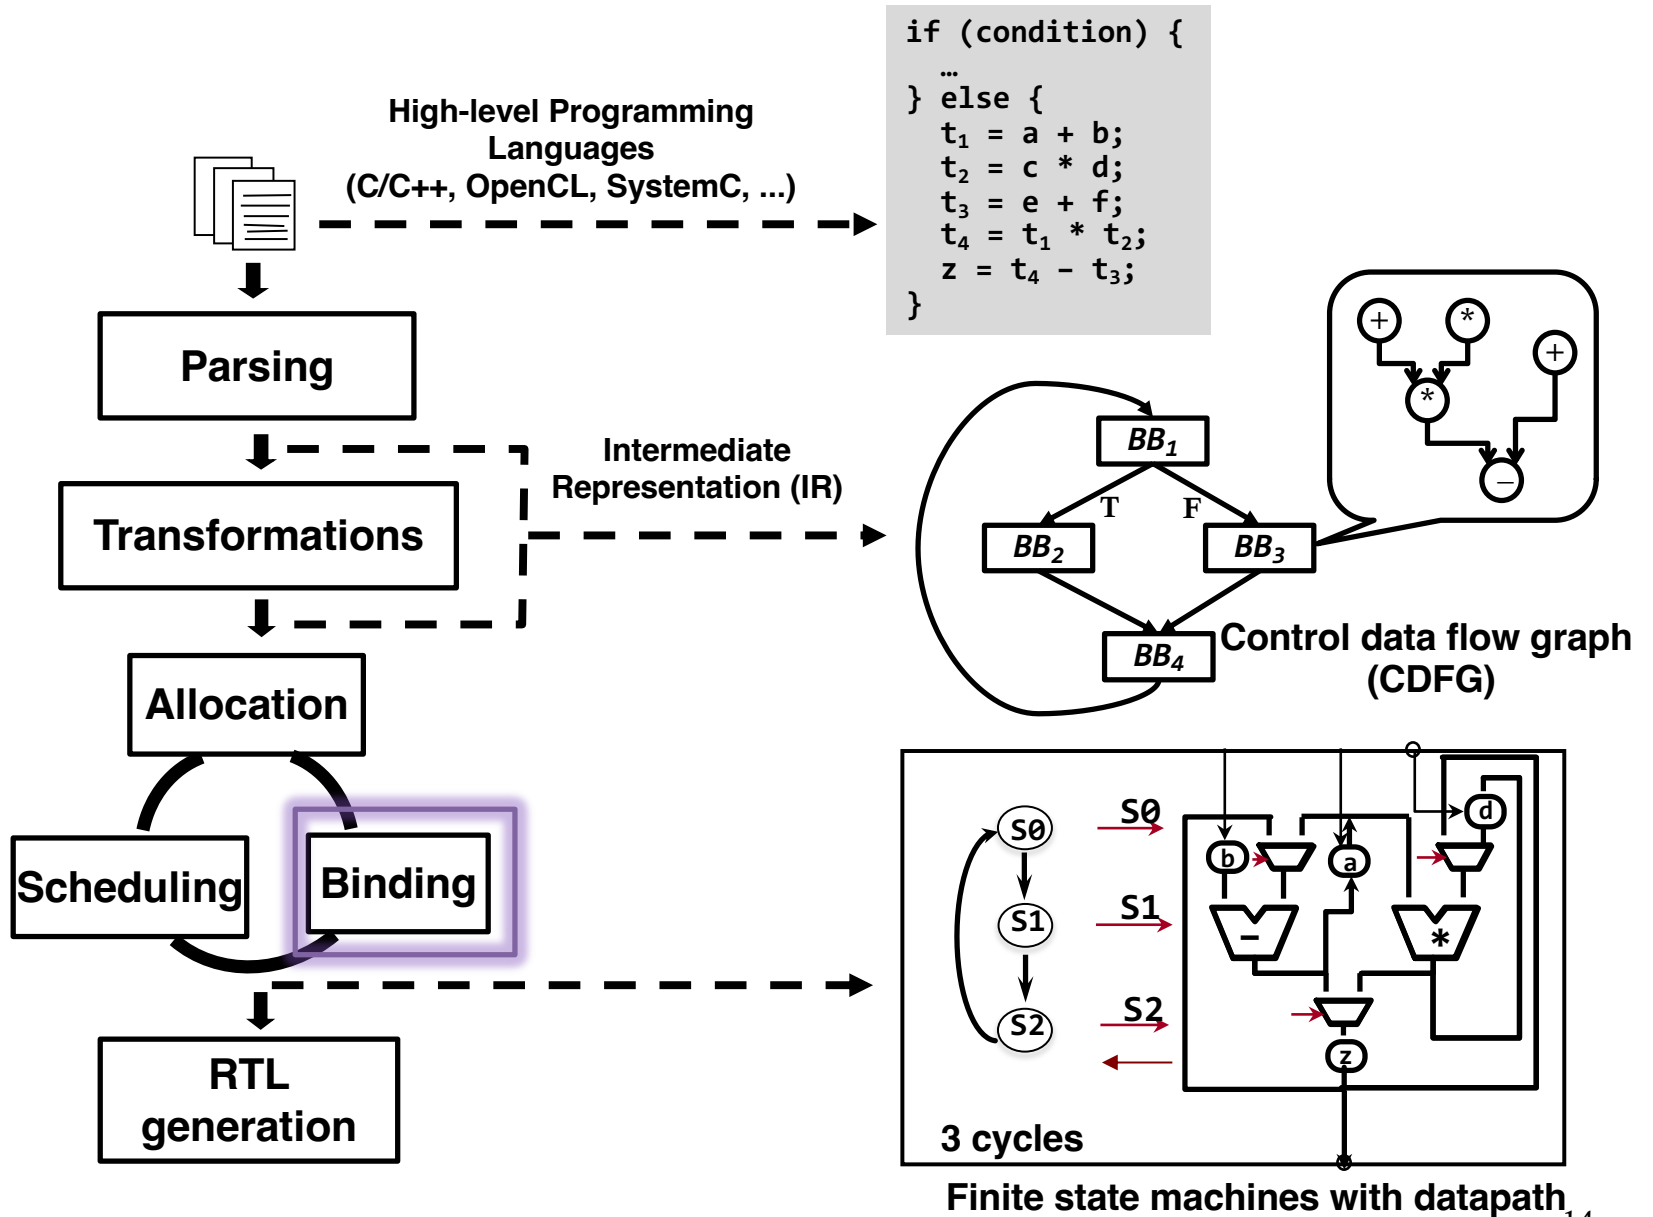 if (condition) {
…
} else {
t₁ = a + b;
t₂ = c * d;
t₃ = e + f;
t₄ = t₁ * t₂;
z = t₄ – t₃;
}
High-level Programming
Languages
(C/C++, OpenCL, SystemC, ...)
Parsing
Transformations
Allocation
Scheduling
Binding
RTL
generation
Intermediate
Representation (IR)
BB₁
T
F
BB₂
BB₃
BB₄
+
*
+
*
−
Control data flow graph
(CDFG)
S0
S1
S2
S0
S1
S2
b
a
d
–
*
z
3 cycles
Finite state machines with datapath